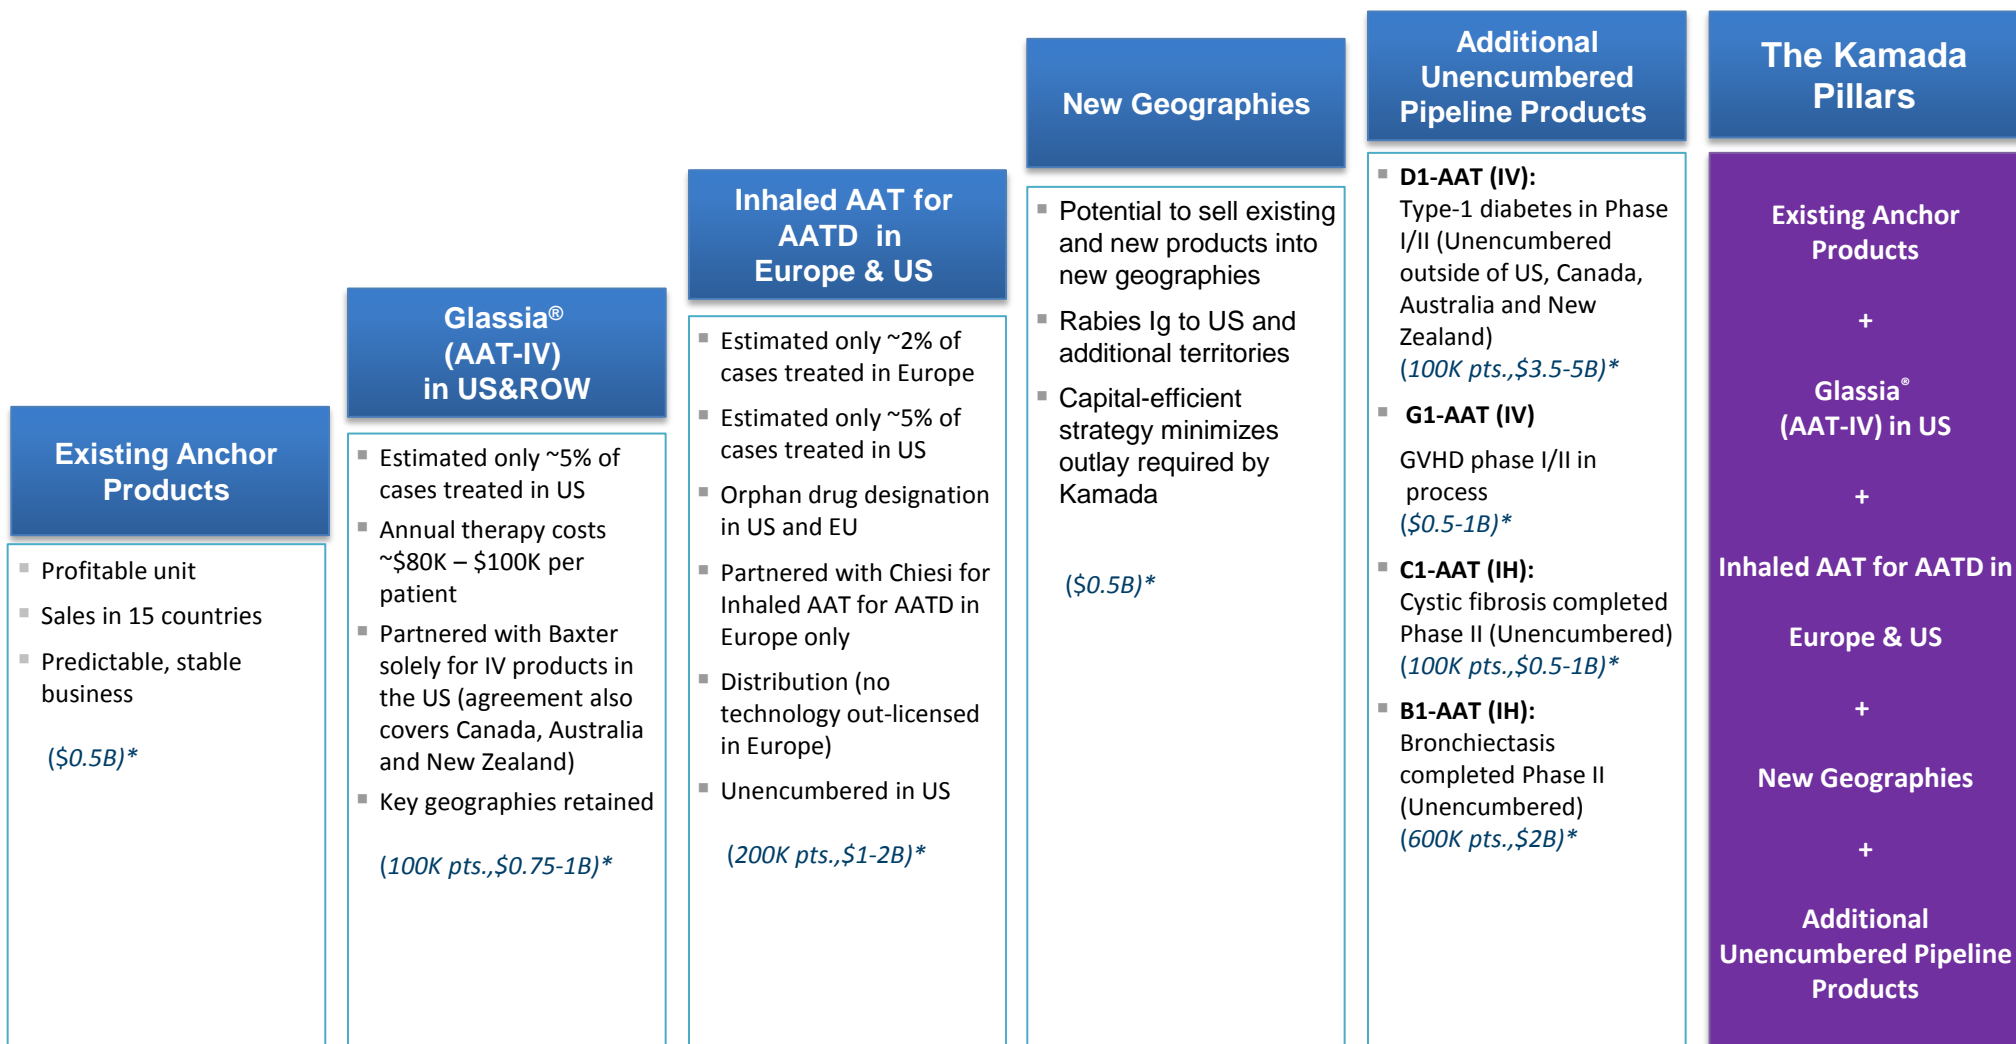 Existing Anchor
Products
▪ Profitable unit
▪ Sales in 15 countries
▪ Predictable, stable
business
($0.5B)*
Glassia®
(AAT-IV)
in US&ROW
▪ Estimated only ~5% of
cases treated in US
▪ Annual therapy costs
~$80K – $100K per
patient
▪ Partnered with Baxter
solely for IV products in
the US (agreement also
covers Canada, Australia
and New Zealand)
▪ Key geographies retained
(100K pts.,$0.75-1B)*
Inhaled AAT for
AATD in
Europe & US
▪ Estimated only ~2% of
cases treated in Europe
▪ Estimated only ~5% of
cases treated in US
▪ Orphan drug designation
in US and EU
▪ Partnered with Chiesi for
Inhaled AAT for AATD in
Europe only
▪ Distribution (no
technology out-licensed
in Europe)
▪ Unencumbered in US
(200K pts.,$1-2B)*
New Geographies
▪ Potential to sell existing
and new products into
new geographies
▪ Rabies Ig to US and
additional territories
▪ Capital-efficient
strategy minimizes
outlay required by
Kamada
($0.5B)*
Additional
Unencumbered
Pipeline Products
▪ D1-AAT (IV):
Type-1 diabetes in Phase
I/II (Unencumbered
outside of US, Canada,
Australia and New
Zealand)
(100K pts.,$3.5-5B)*
▪ G1-AAT (IV)
GVHD phase I/II in
process
($0.5-1B)*
▪ C1-AAT (IH):
Cystic fibrosis completed
Phase II (Unencumbered)
(100K pts.,$0.5-1B)*
▪ B1-AAT (IH):
Bronchiectasis
completed Phase II
(Unencumbered)
(600K pts.,$2B)*
The Kamada
Pillars
Existing Anchor
Products
+
Glassia®
(AAT-IV) in US
+
Inhaled AAT for AATD in
Europe & US
+
New Geographies
+
Additional
Unencumbered Pipeline
Products